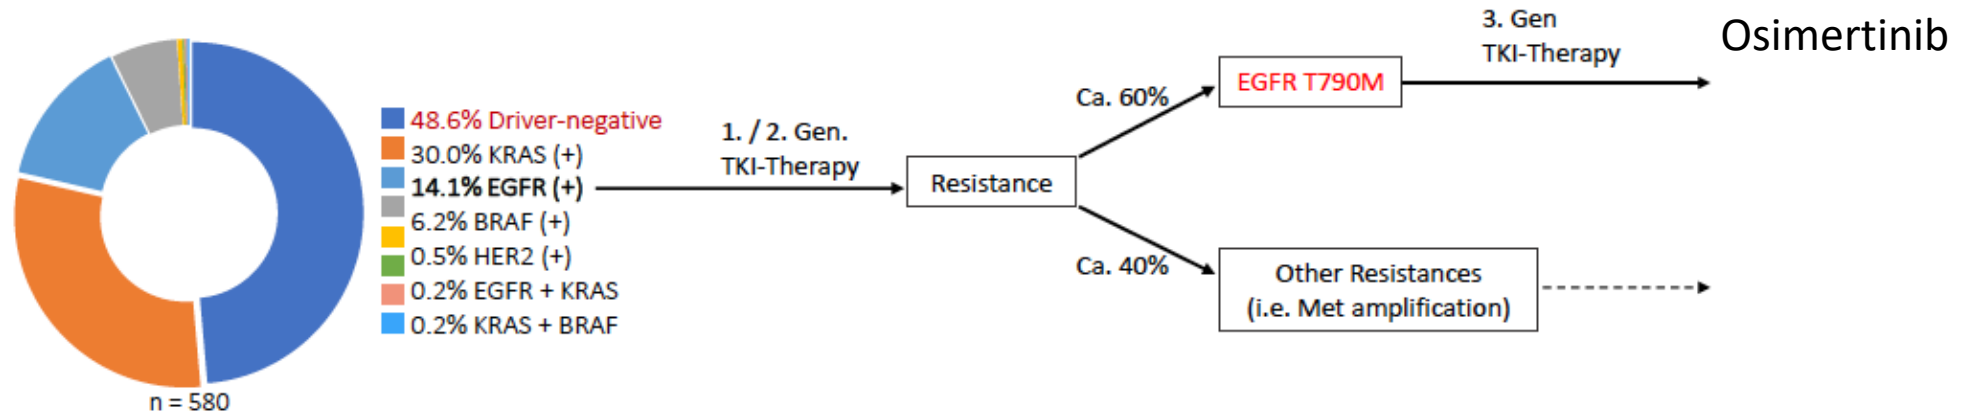 48.6% Driver-negative
30.0% KRAS (+)
14.1% EGFR (+)
6.2% BRAF (+)
0.5% HER2 (+)
0.2% EGFR + KRAS
0.2% KRAS + BRAF
n = 580
1. / 2. Gen.
TKI-Therapy
Resistance
Ca. 60%
EGFR T790M
3. Gen
TKI-Therapy
Osimertinib
Ca. 40%
Other Resistances
(i.e. Met amplification)